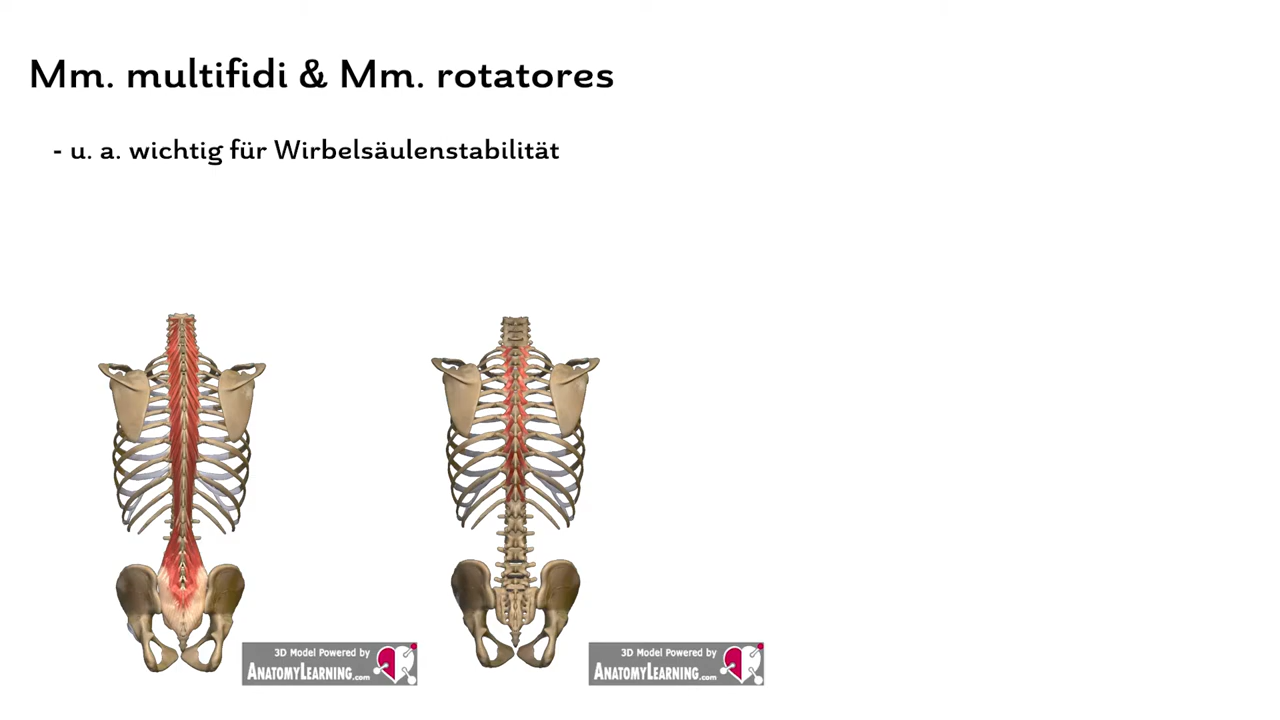 Mm. multifidi & Mm. rotatores
- u. a. wichtig für Wirbelsäulenstabilität
3D Model Powered by
ANATOMYLEARNING.com
3D Model Powered by
ANATOMYLEARNING.com